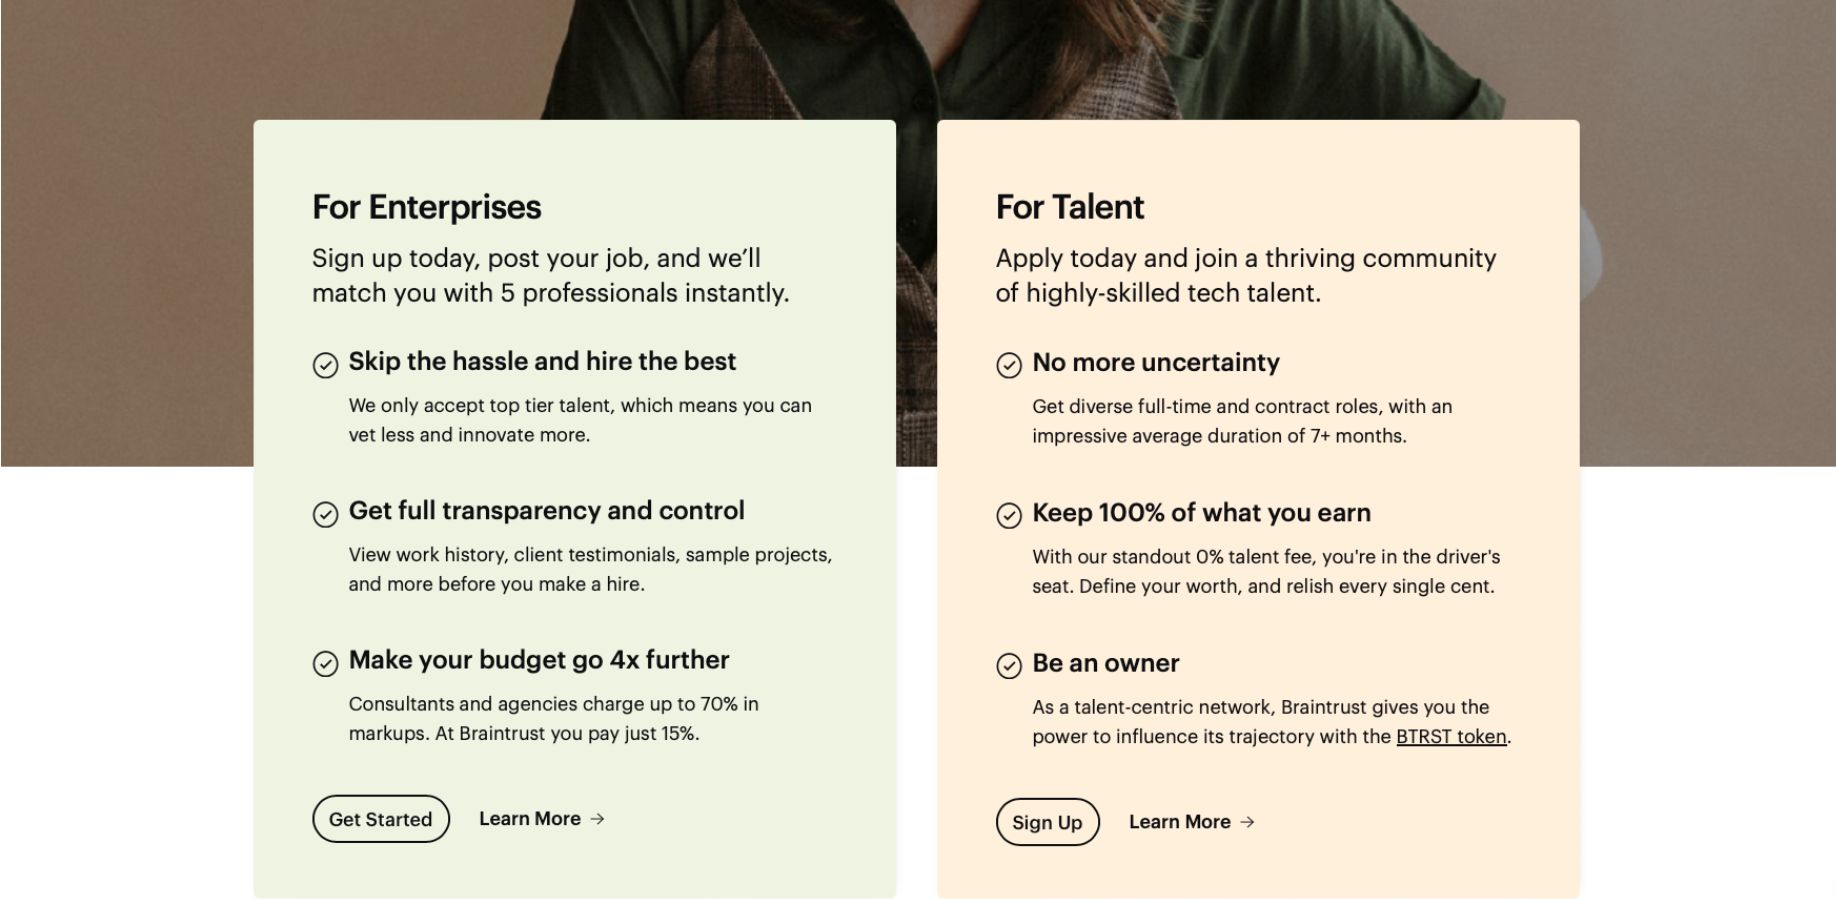 For Enterprises
Sign up today, post your job, and we’ll
match you with 5 professionals instantly.
Skip the hassle and hire the best
We only accept top tier talent, which means you can
vet less and innovate more.
Get full transparency and control
View work history, client testimonials, sample projects,
and more before you make a hire.
Make your budget go 4x further
Consultants and agencies charge up to 70% in
markups. At Braintrust you pay just 15%.
Get Started
Learn More →
For Talent
Apply today and join a thriving community
of highly-skilled tech talent.
No more uncertainty
Get diverse full-time and contract roles, with an
impressive average duration of 7+ months.
Keep 100% of what you earn
With our standout 0% talent fee, you're in the driver's
seat. Define your worth, and relish every single cent.
Be an owner
As a talent-centric network, Braintrust gives you the
power to influence its trajectory with the BTRST token.
Sign Up
Learn More →